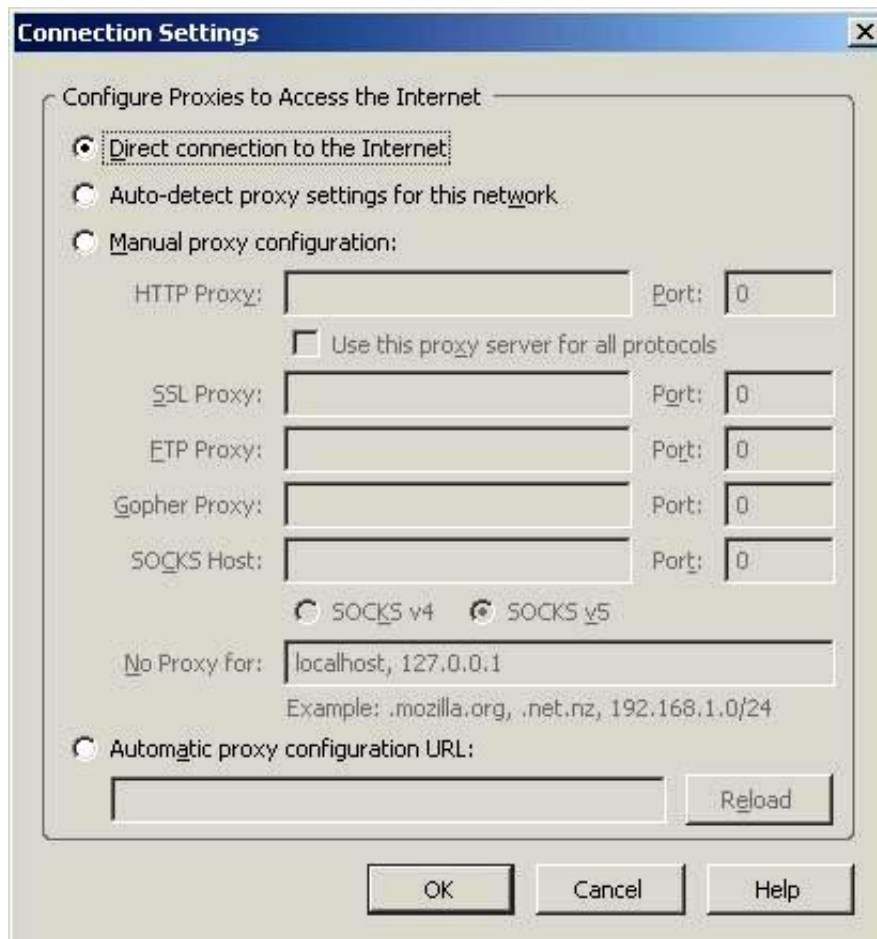 Connection Settings
Configure Proxies to Access the Internet
Direct connection to the Internet
Auto-detect proxy settings for this network
Manual proxy configuration:
HTTP Proxy: Port: 0
Use this proxy server for all protocols
SSL Proxy: Port: 0
FTP Proxy: Port: 0
Gopher Proxy: Port: 0
SOCKS Host: Port: 0
SOCKS v4 SOCKS v5
No Proxy for: localhost, 127.0.0.1
Example: .mozilla.org, .net.nz, 192.168.1.0/24
Automatic proxy configuration URL:
Reload
OK Cancel Help